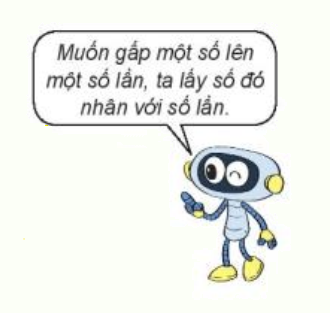 Muốn gấp một số lên
một số lần, ta lấy số đó
nhân với số lần.